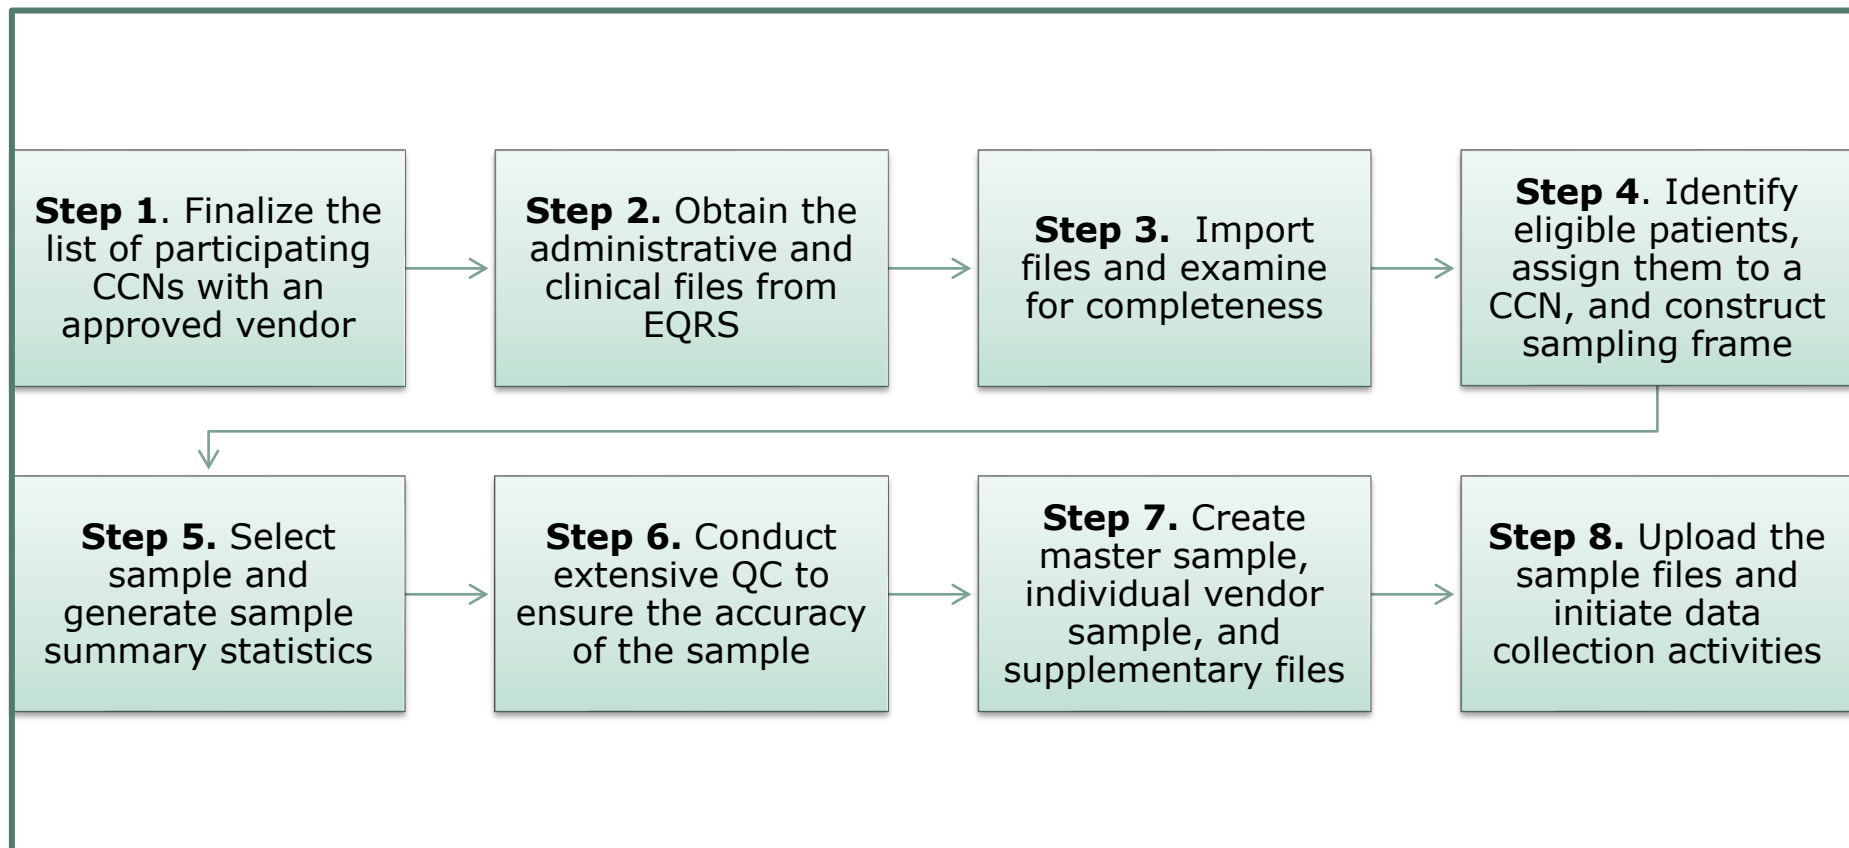 Step 1. Finalize the
list of participating
CCNs with an
approved vendor
Step 2. Obtain the
administrative and
clinical files from
EQRS
Step 3.  Import
files and examine
for completeness
Step 4. Identify
eligible patients,
assign them to a
CCN, and construct
sampling frame
Step 5. Select
sample and
generate sample
summary statistics
Step 6. Conduct
extensive QC to
ensure the accuracy
of the sample
Step 7. Create
master sample,
individual vendor
sample, and
supplementary files
Step 8. Upload the
sample files and
initiate data
collection activities